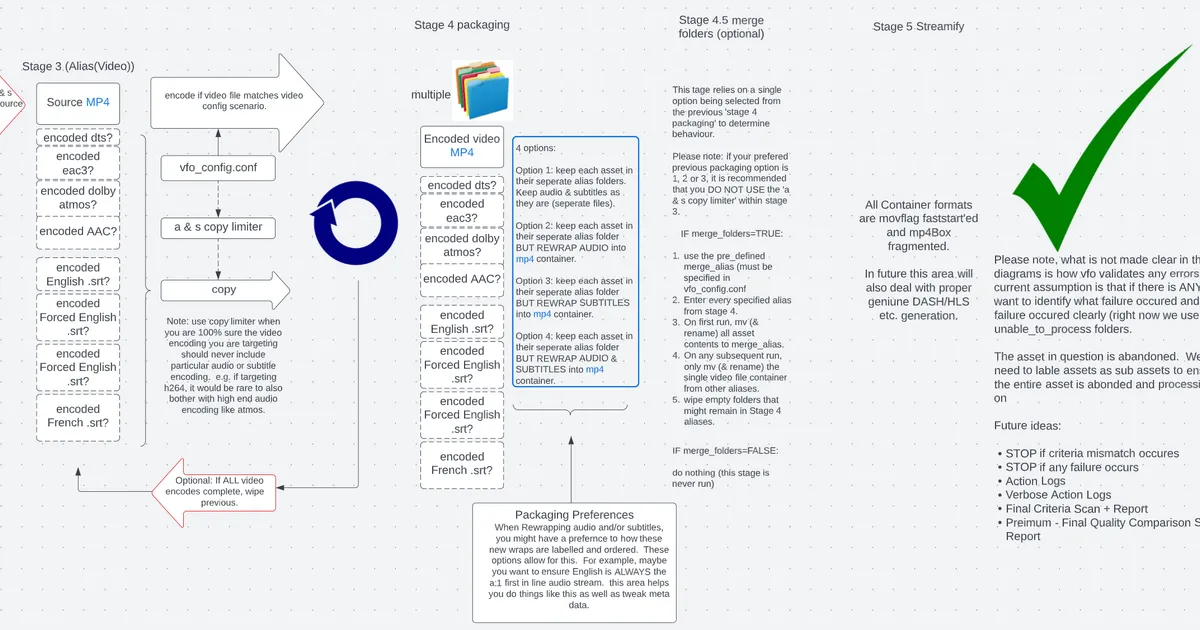 Stage 3 (Alias(Video))
& s
ource
Source MP4
encoded dts?
encoded
eac3?
encoded dolby
atmos?
encoded AAC?
encoded
English .srt?
encoded
Forced English
.srt?
encoded
Forced English
.srt?
encoded
French .srt?
encode if video file matches video
config scenario.
vfo_config.conf
a & s copy limiter
copy
Note: use copy limiter when
you are 100% sure the video
encoding you are targeting
should never include
particular audio or subtitle
encoding. e.g. if targeting
h264, it would be rare to also
bother with high end audio
encoding like atmos.
Optional: If ALL video
encodes complete, wipe
previous.
Stage 4 packaging
multiple
Encoded video
MP4
encoded dts?
encoded
eac3?
encoded dolby
atmos?
encoded AAC?
encoded
English .srt?
encoded
Forced English
.srt?
encoded
Forced English
.srt?
encoded
French .srt?
4 options:
Option 1: keep each asset in
their seperate alias folders.
Keep audio & subtitles as
they are (seperate files).
Option 2: keep each asset in
their seperate alias folder
BUT REWRAP AUDIO into
mp4 container.
Option 3: keep each asset in
their seperate alias folder
BUT REWRAP SUBTITLES
into mp4 container.
Option 4: keep each asset in
their seperate alias folder
BUT REWRAP AUDIO &
SUBTITLES into mp4
container.
Packaging Preferences
When Rewrapping audio and/or subtitles,
you might have a prefernce to how these
new wraps are labelled and ordered. These
options allow for this. For example, maybe
you want to ensure English is ALWAYS the
a:1 first in line audio stream. this area helps
you do things like this as well as tweak meta
data.
Stage 4.5 merge
folders (optional)
This tage relies on a single
option being selected from
the previous 'stage 4
packaging' to determine
behaviour.
Please note: if your prefered
previous packaging option is
1, 2 or 3, it is recommended
that you DO NOT USE the 'a
& s copy limiter' within stage
3.
IF merge_folders=TRUE:
1. use the pre_defined
merge_alias (must be
specified in
vfo_config.conf
2. Enter every specified alias
from stage 4.
3. On first run, mv (&
rename) all asset
contents to merge_alias.
4. On any subsequent run,
only mv (& rename) the
single video file container
from other aliases.
5. wipe empty folders that
might remain in Stage 4
aliases.
IF merge_folders=FALSE:
do nothing (this stage is
never run)
Stage 5 Streamify
All Container formats
are movflag faststart'ed
and mp4Box
fragmented.
In future this area will
also deal with proper
geniune DASH/HLS
etc. generation.
Please note, what is not made clear in th
diagrams is how vfo validates any errors
current assumption is that if there is ANY
want to identify what failure occured and
failure occured clearly (right now we use
unable_to_process folders.
The asset in question is abandoned. We
need to lable assets as sub assets to ens
the entire asset is abonded and processi
on
Future ideas:
• STOP if criteria mismatch occures
• STOP if any failure occurs
• Action Logs
• Verbose Action Logs
• Final Criteria Scan + Report
• Preimum - Final Quality Comparison S
Report